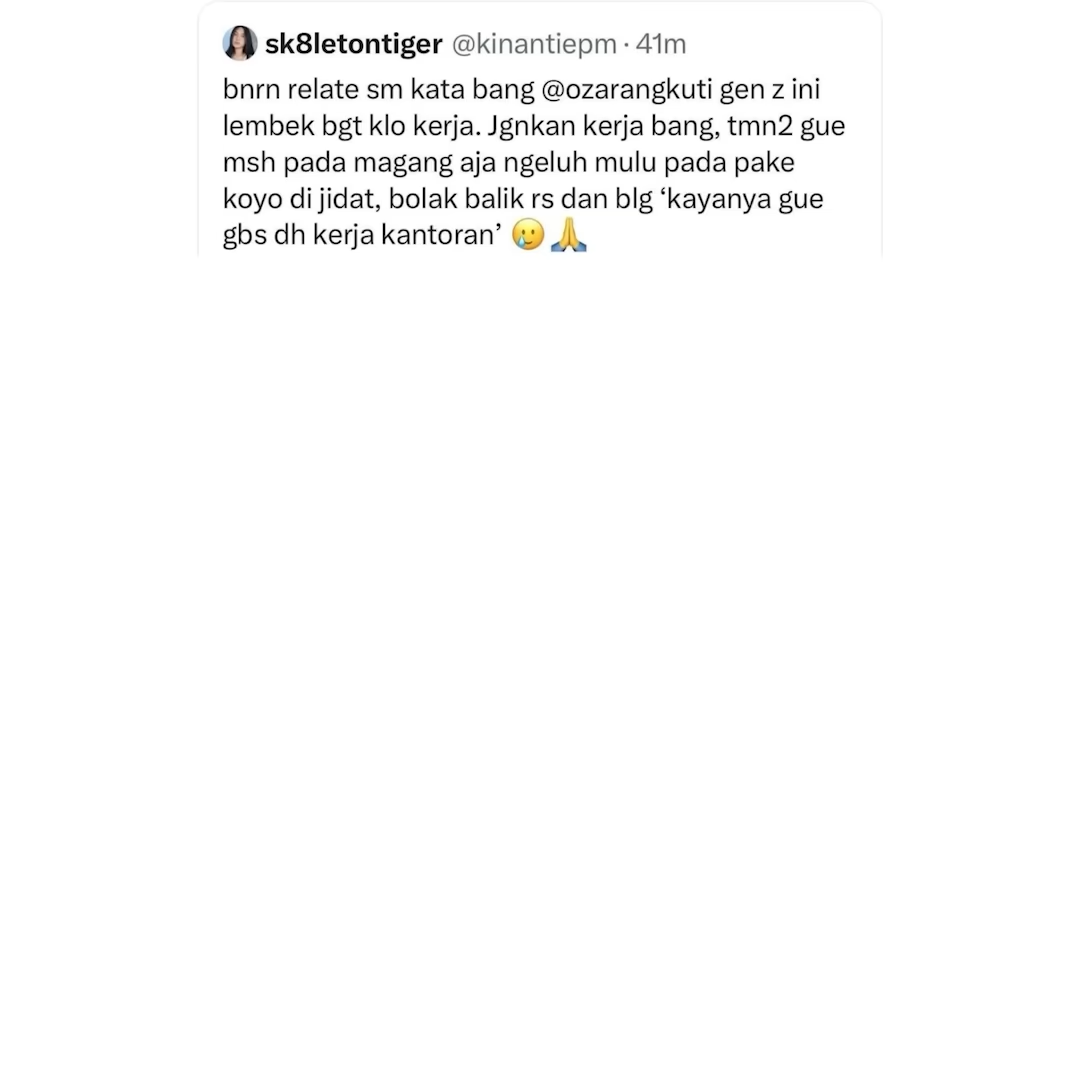 sk8letontiger @kinantiepm · 41m
bnrn relate sm kata bang @ozarangkuti gen z ini
lembek bgt klo kerja. Jgnkan kerja bang, tmn2 gue
msh pada magang aja ngeluh mulu pada pake
koyo di jidat, bolak balik rs dan blg ‘kayanya gue
gbs dh kerja kantoran’ 🥲🙏